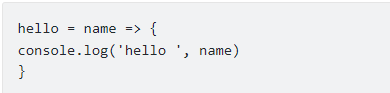 hello = name => {
console.log('hello ', name)
}